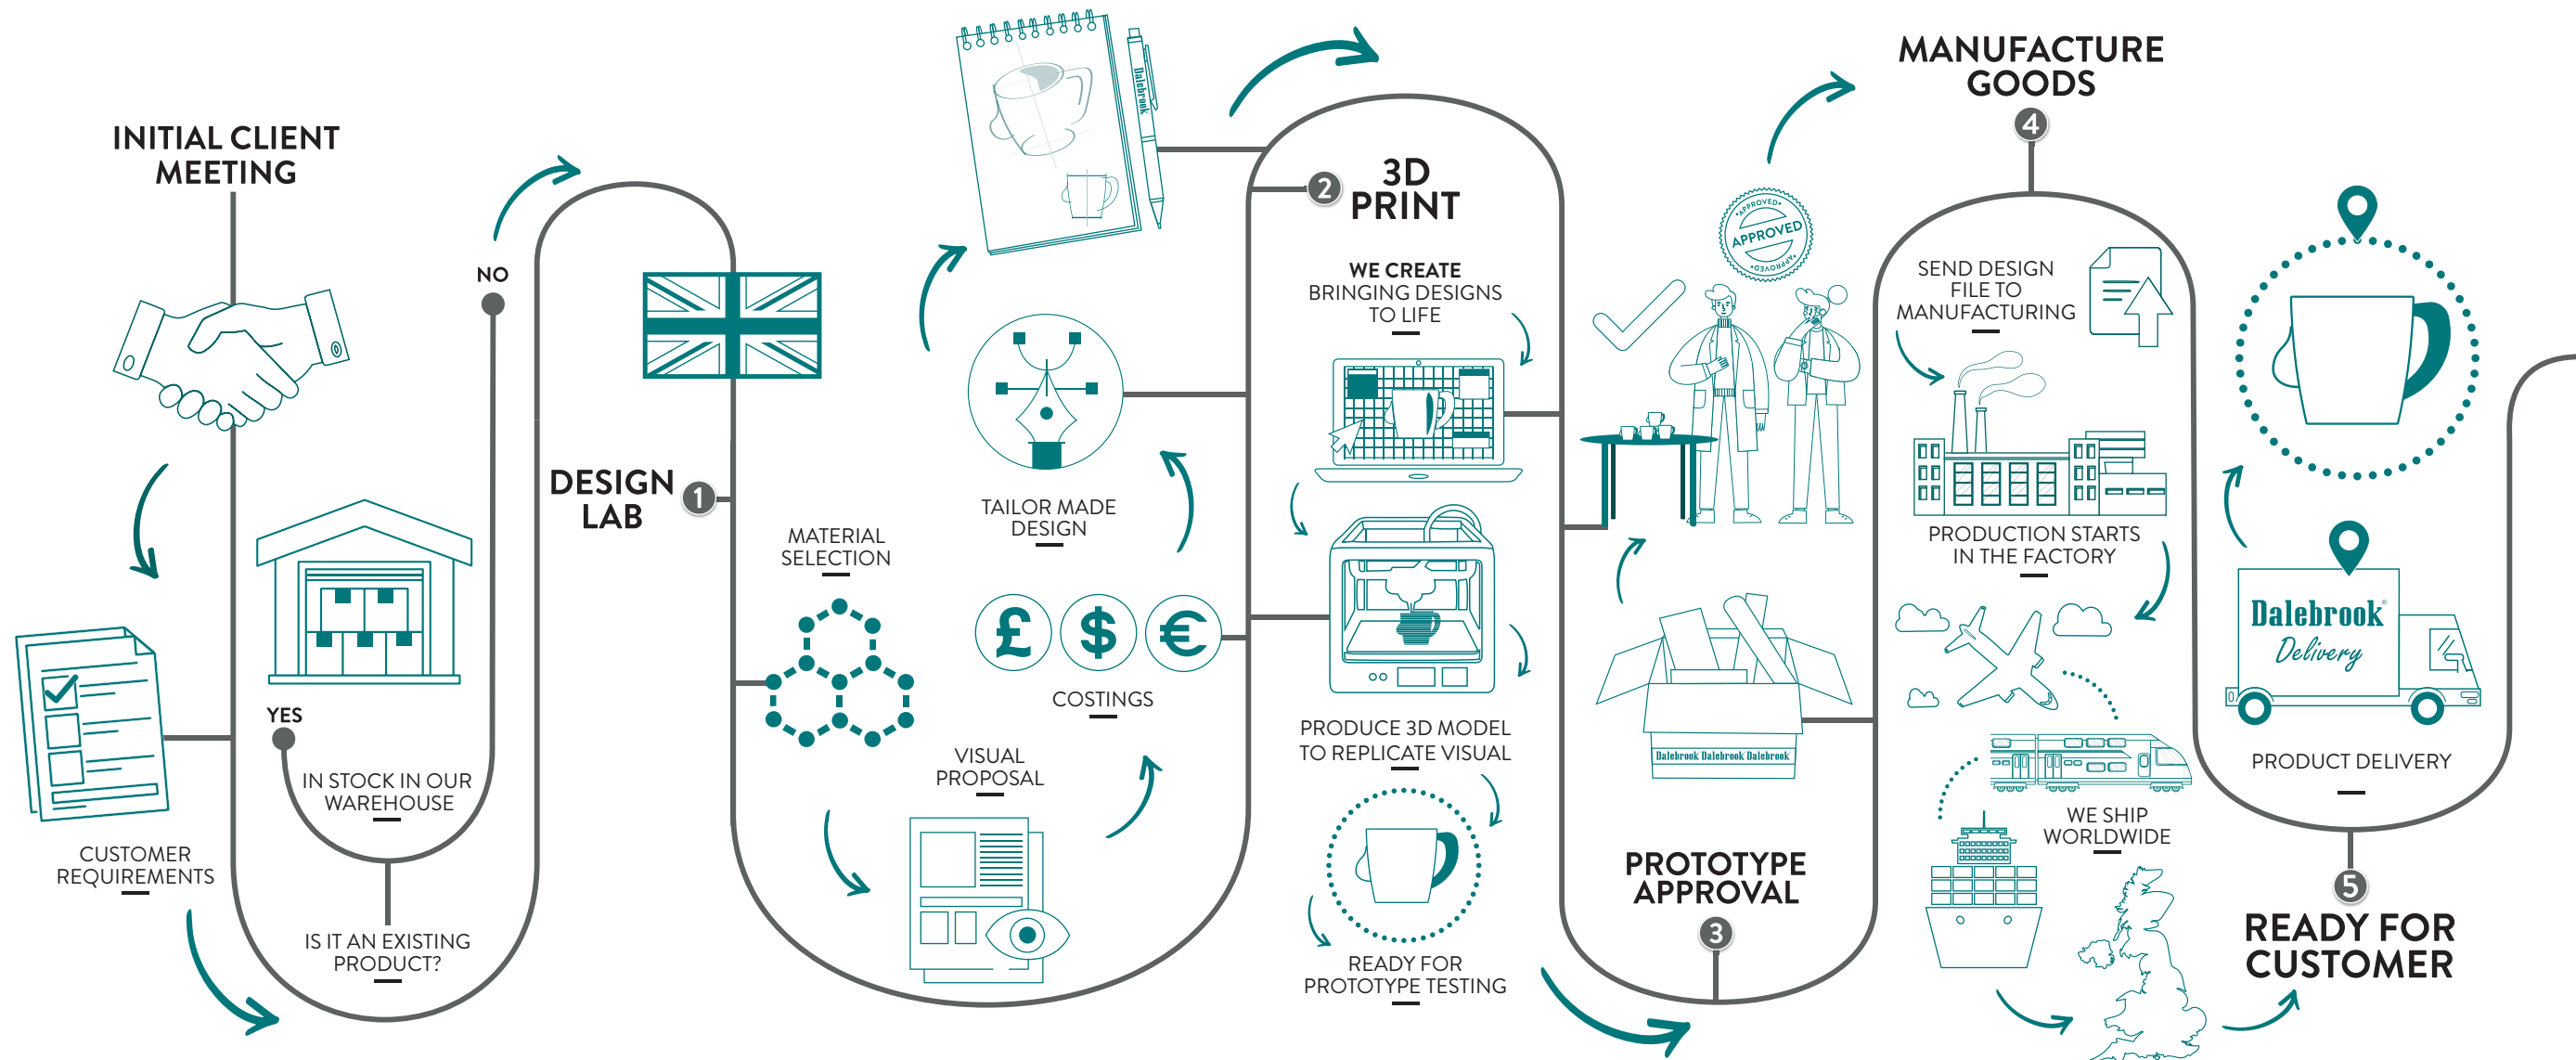 INITIAL CLIENT
MEETING
CUSTOMER
REQUIREMENTS
IS IT AN EXISTING
PRODUCT?
YES
IN STOCK IN OUR
WAREHOUSE
NO
DESIGN
LAB
1
MATERIAL
SELECTION
VISUAL
PROPOSAL
£ $ €
COSTINGS
TAILOR MADE
DESIGN
Dalebrook
2
3D
PRINT
WE CREATE
BRINGING DESIGNS
TO LIFE
PRODUCE 3D MODEL
TO REPLICATE VISUAL
READY FOR
PROTOTYPE TESTING
PROTOTYPE
APPROVAL
3
Dalebrook Dalebrook Dalebrook
•APPROVED•
APPROVED
•APPROVED•
MANUFACTURE
GOODS
4
SEND DESIGN
FILE TO
MANUFACTURING
PRODUCTION STARTS
IN THE FACTORY
WE SHIP
WORLDWIDE
Dalebrook®
Delivery
PRODUCT DELIVERY
5
READY FOR
CUSTOMER